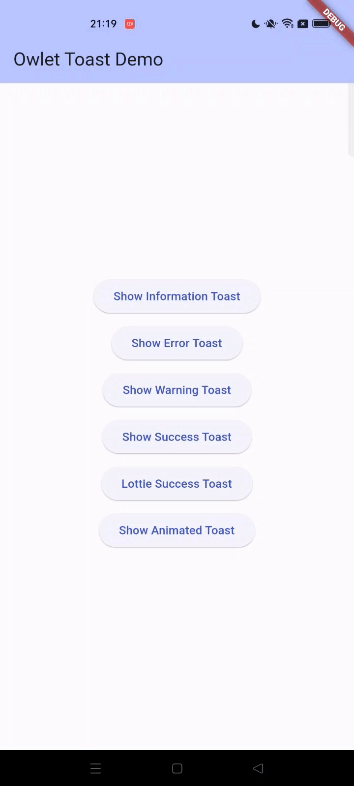 21:19
DEBUG
Owlet Toast Demo
Show Information Toast
Show Error Toast
Show Warning Toast
Show Success Toast
Lottie Success Toast
Show Animated Toast